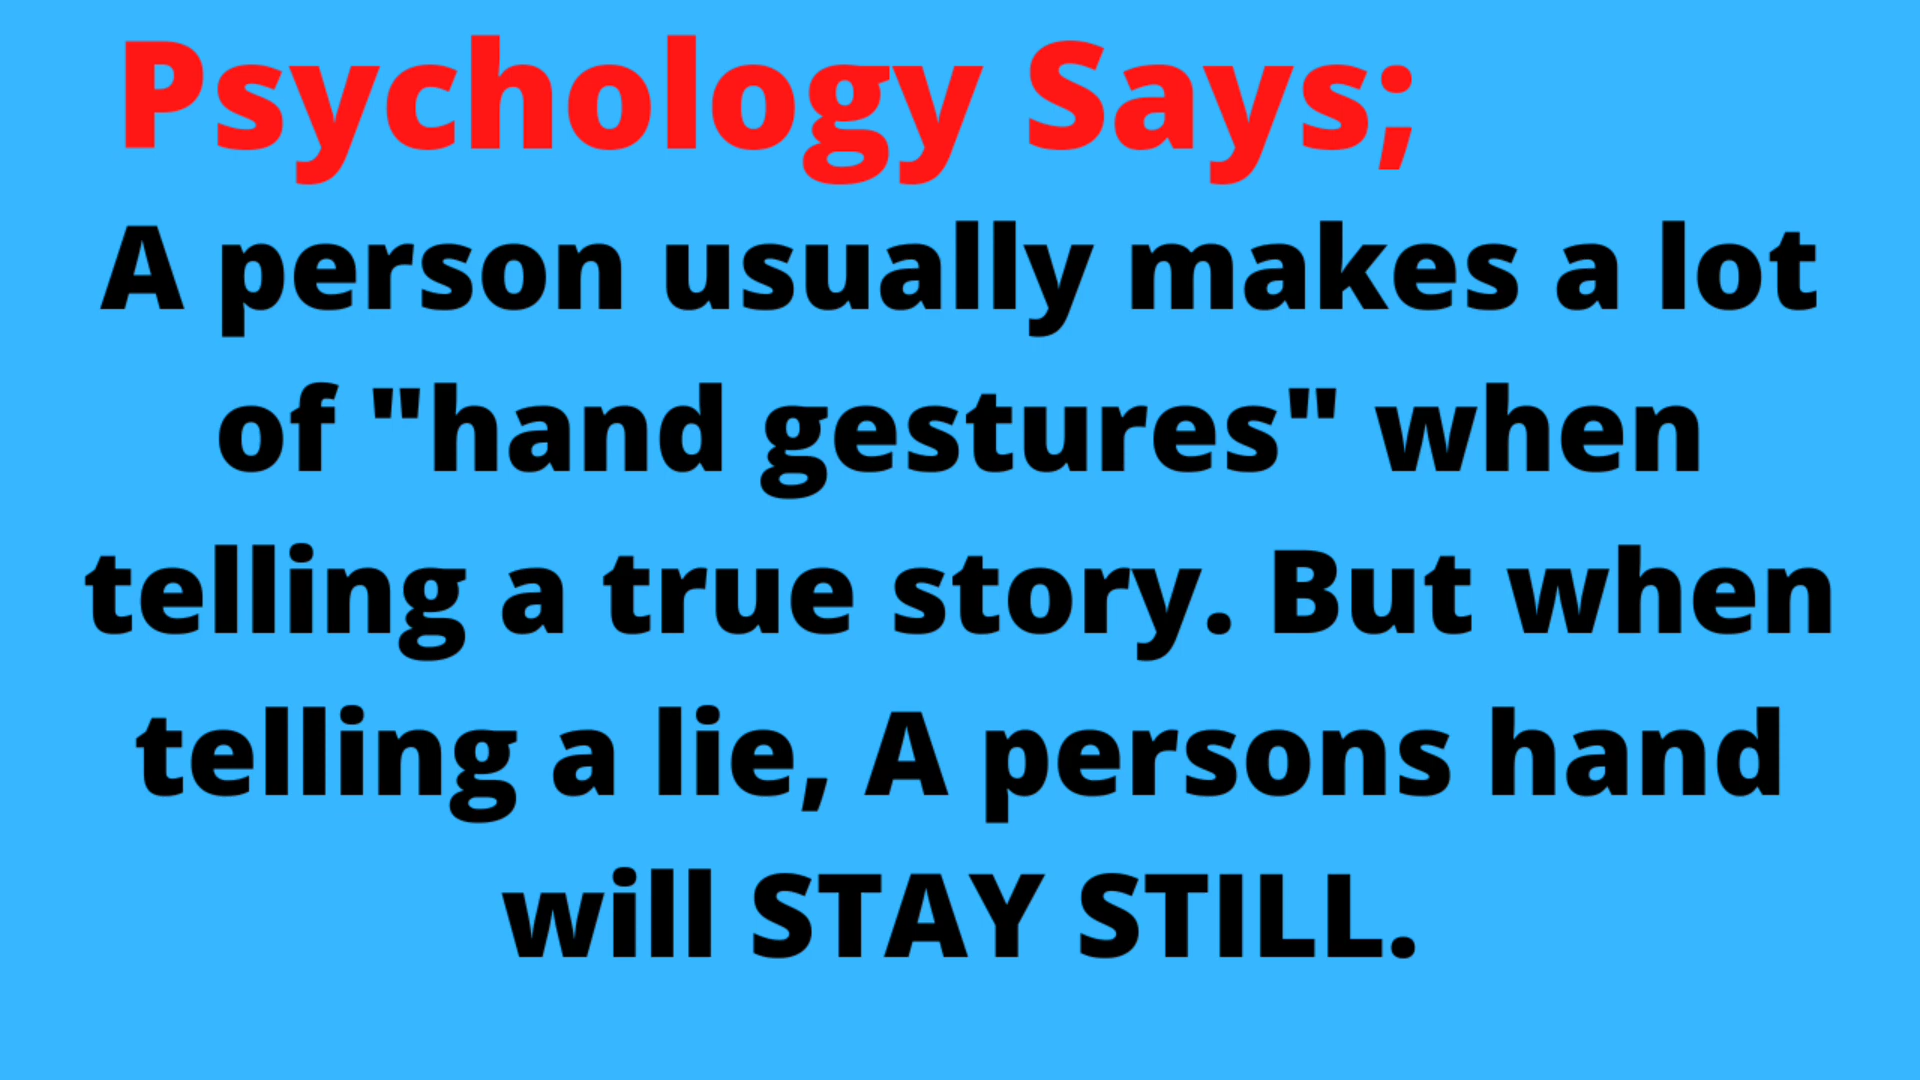 Psychology Says;
A person usually makes a lot
of "hand gestures" when
telling a true story. But when
telling a lie, A persons hand
will STAY STILL.